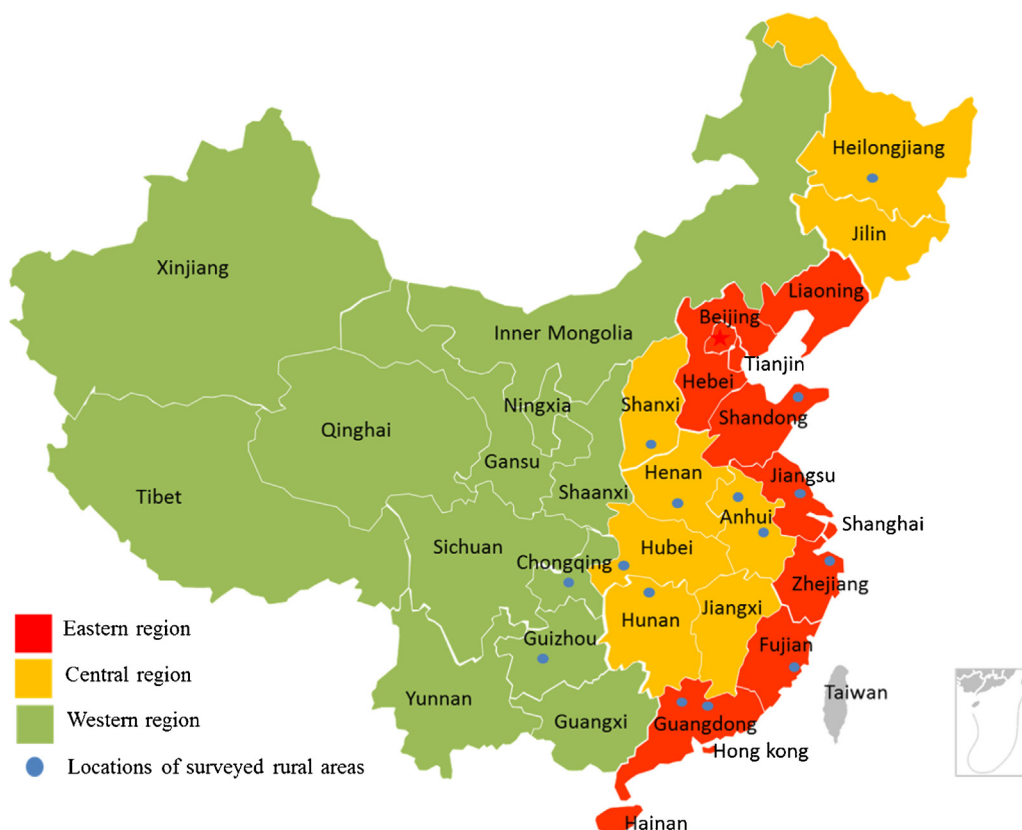 Heilongjiang
Jilin
Xinjiang
Liaoning
Beijing
Inner Mongolia
Tianjin
Hebei
Shanxi
Ningxia
Shandong
Qinghai
Gansu
Henan
Jiangsu
Shaanxi
Tibet
Anhui
Shanghai
Sichuan
Hubei
Chongqing
Zhejiang
Jiangxi
Hunan
Eastern region
Guizhou
Fujian
Central region
Taiwan
Yunnan
Western region
Guangxi
Guangdong
Hong kong
Locations of surveyed rural areas
Hainan